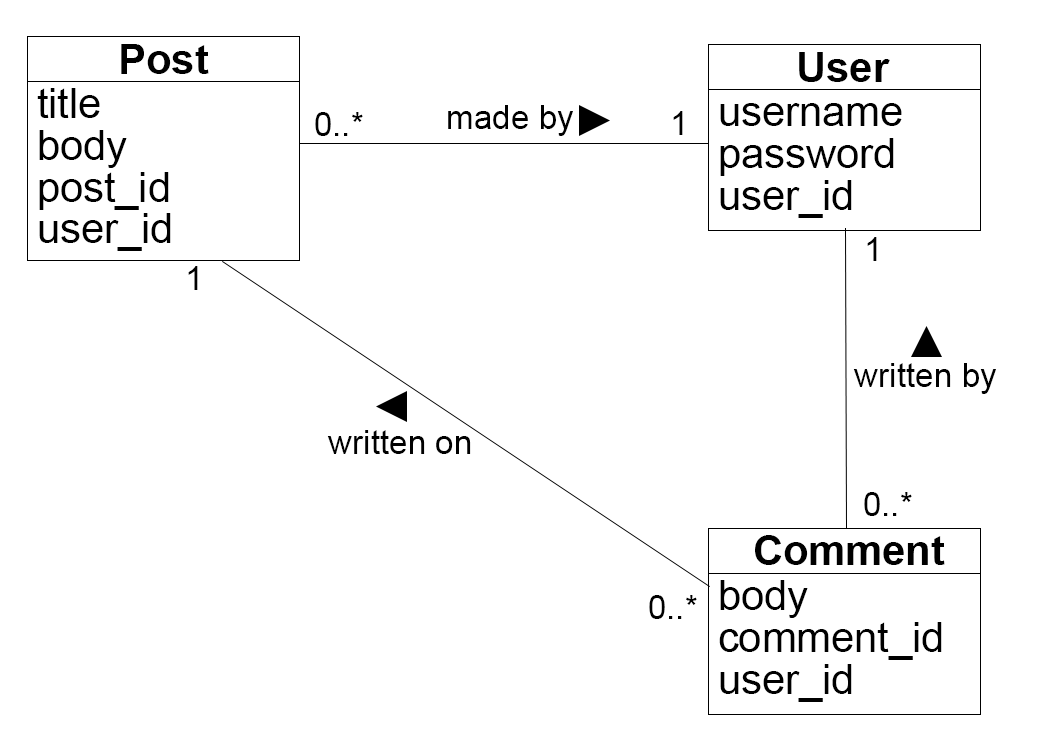 Post
title
body
post_id
user_id
0..*
made by
1
User
username
password
user_id
1
1
written by
written on
0..*
0..*
Comment
body
comment_id
user_id